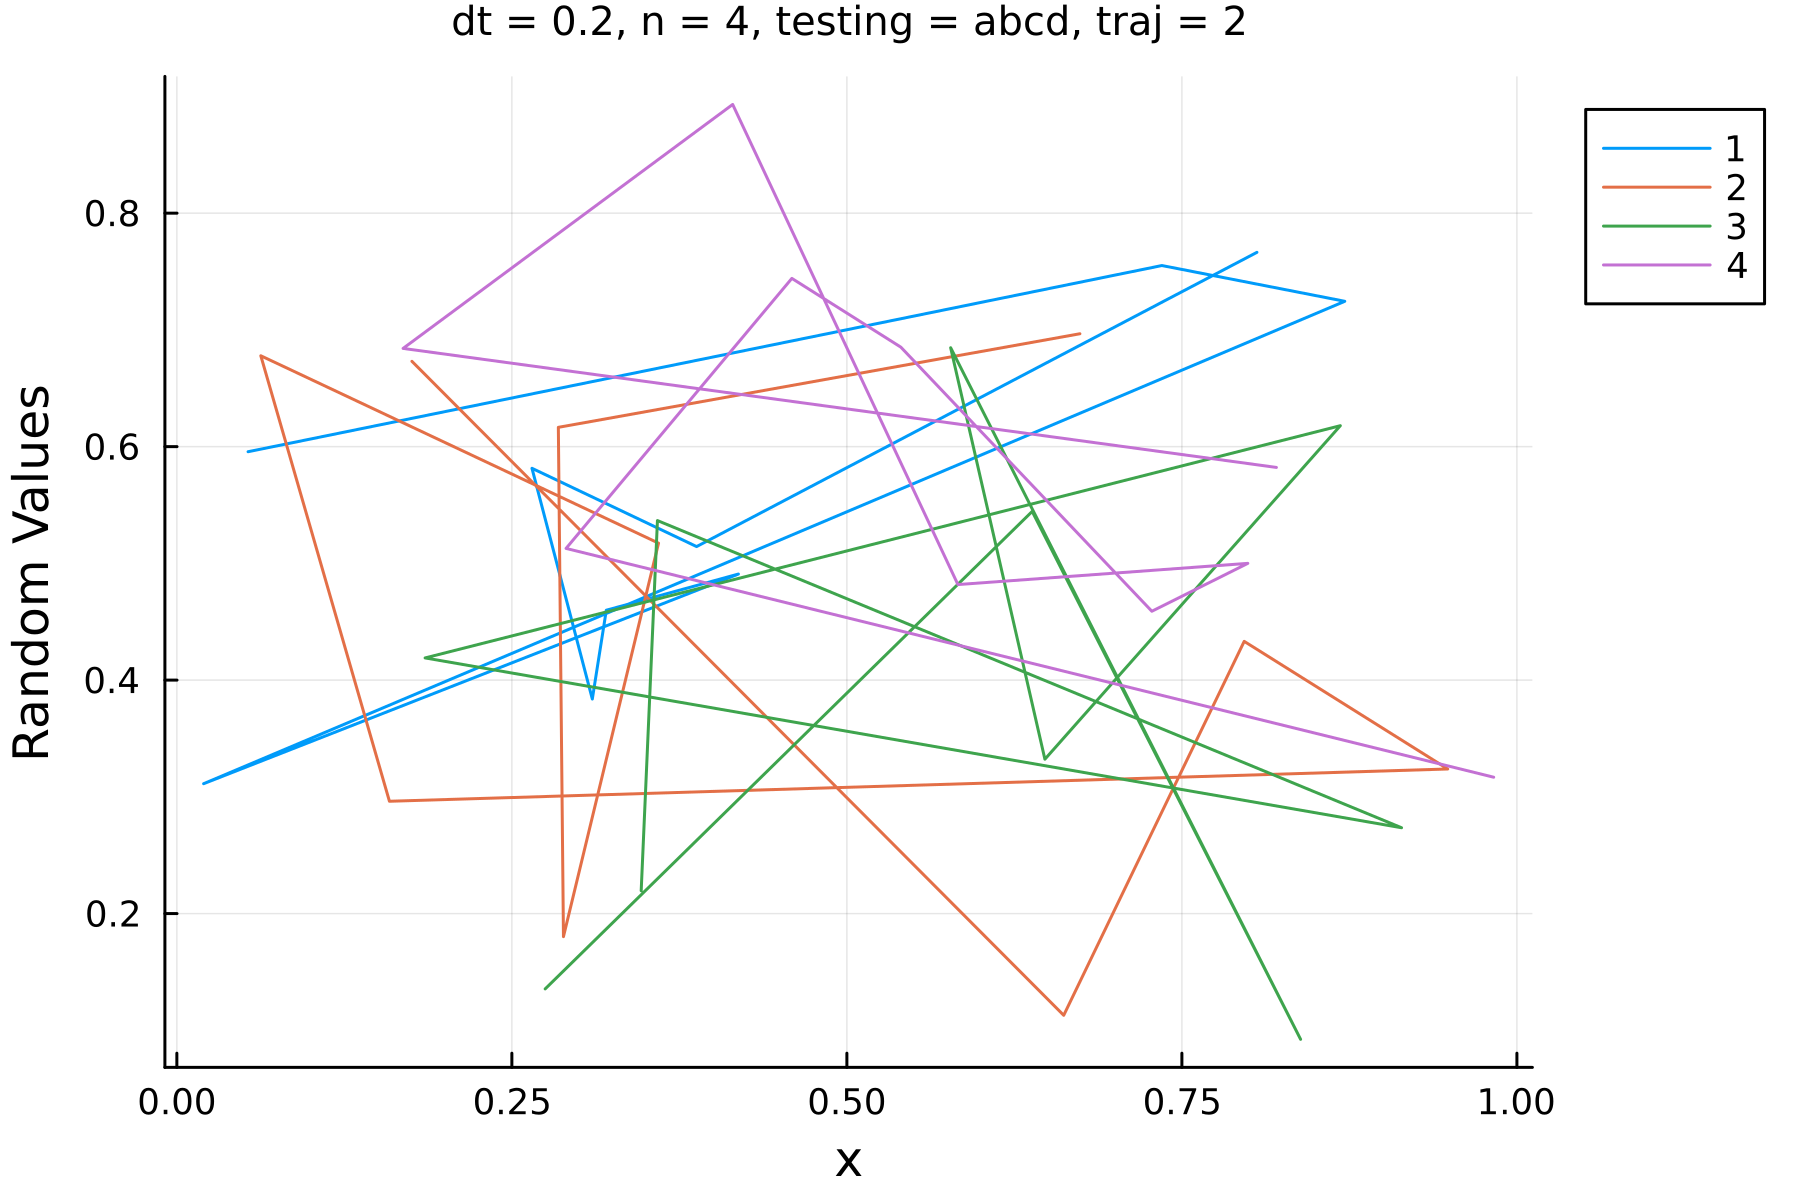 dt = 0.2, n = 4, testing = abcd, traj = 2
1
2
3
4
0.8
0.6
0.4
0.2
Random Values
0.00 0.25 0.50 0.75 1.00
x